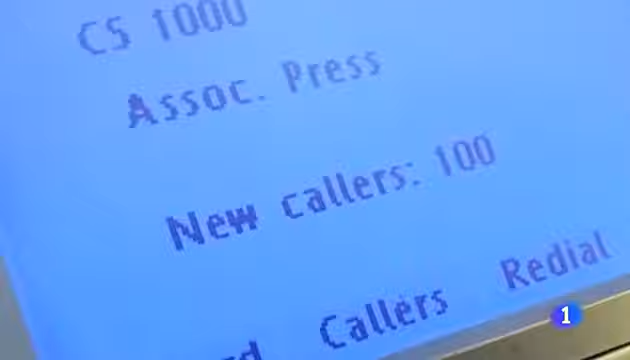 CS 1000
Assoc. Press
New callers: 100
Callers Redial
1